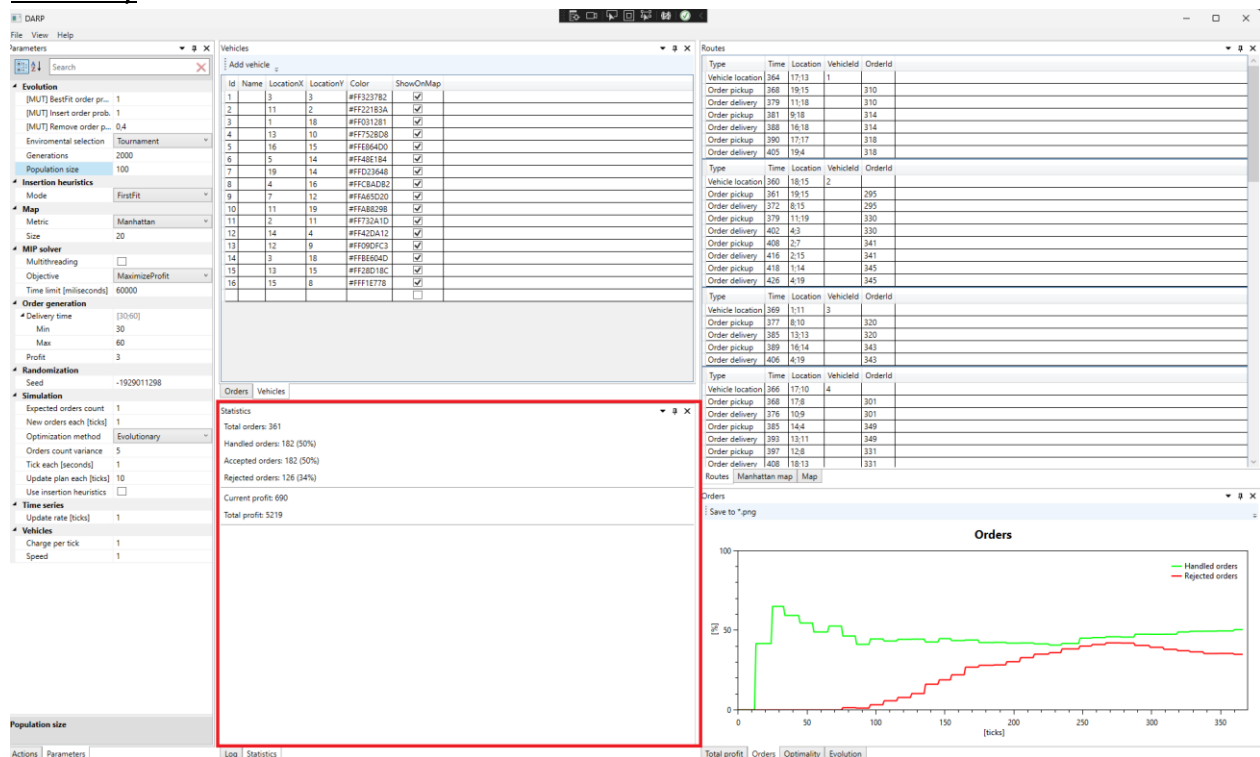 DARP
File View Help
Parameters
Search
Evolution
[MUT] BestFit order pr... 1
[MUT] Insert order prob. 1
[MUT] Remove order p... 0,4
Enviromental selection Tournament
Generations 2000
Population size 100
Insertion heuristics
Mode FirstFit
Map
Metric Manhattan
Size 20
MIP solver
Multithreading
Objective MaximizeProfit
Time limit [miliseconds] 60000
Order generation
Delivery time [30;60]
Min 30
Max 60
Profit 3
Randomization
Seed -1929011298
Simulation
Expected orders count 1
New orders each [ticks] 1
Optimization method Evolutionary
Orders count variance 5
Tick each [seconds] 1
Update plan each [ticks] 10
Use insertion heuristics
Time series
Update rate [ticks] 1
Vehicles
Charge per tick 1
Speed 1
Population size
Actions Parameters
Vehicles
Add vehicle
Id Name LocationX LocationY Color ShowOnMap
1 3 3 #FF3237B2
2 11 2 #FF221B3A
3 1 18 #FF031281
4 13 10 #FF752BD8
5 16 15 #FFE864D0
6 5 14 #FF48E1B4
7 19 14 #FFD23648
8 4 16 #FFCBADB2
9 7 12 #FFA65D20
10 11 19 #FFAB8298
11 2 11 #FF732A1D
12 14 4 #FF42DA12
13 12 9 #FF09DFC3
14 3 18 #FFBE604D
15 13 15 #FF28D18C
16 15 8 #FFF1E77B
Orders Vehicles
Statistics
Total orders: 361
Handled orders: 182 (50%)
Accepted orders: 182 (50%)
Rejected orders: 126 (34%)
Current profit: 690
Total profit: 5219
Log Statistics
Routes
Type Time Location VehicleId OrderId
Vehicle location 364 17;13 1
Order pickup 368 19;15 310
Order delivery 379 11;18 310
Order pickup 381 9;18 314
Order delivery 388 16;18 314
Order pickup 390 17;17 318
Order delivery 405 19;4 318
Type Time Location VehicleId OrderId
Vehicle location 360 18;15 2
Order pickup 361 19;15 295
Order delivery 372 8;15 295
Order pickup 379 11;19 330
Order delivery 402 4;3 330
Order pickup 408 2;7 341
Order delivery 416 2;15 341
Order pickup 418 1;14 345
Order delivery 426 4;19 345
Type Time Location VehicleId OrderId
Vehicle location 369 1;11 3
Order pickup 377 8;10 320
Order delivery 385 13;13 320
Order pickup 389 16;14 343
Order delivery 406 4;19 343
Type Time Location VehicleId OrderId
Vehicle location 366 17;10 4
Order pickup 368 17;8 301
Order delivery 376 10;9 301
Order pickup 385 14;4 349
Order delivery 393 13;11 349
Order pickup 397 12;8 331
Order delivery 408 18;13 331
Routes Manhattan map Map
Orders
Save to *.png
Orders
100
Handled orders
Rejected orders
[%]
50
0
0 50 100 150 200 250 300 350
[ticks]
Total profit Orders Optimality Evolution